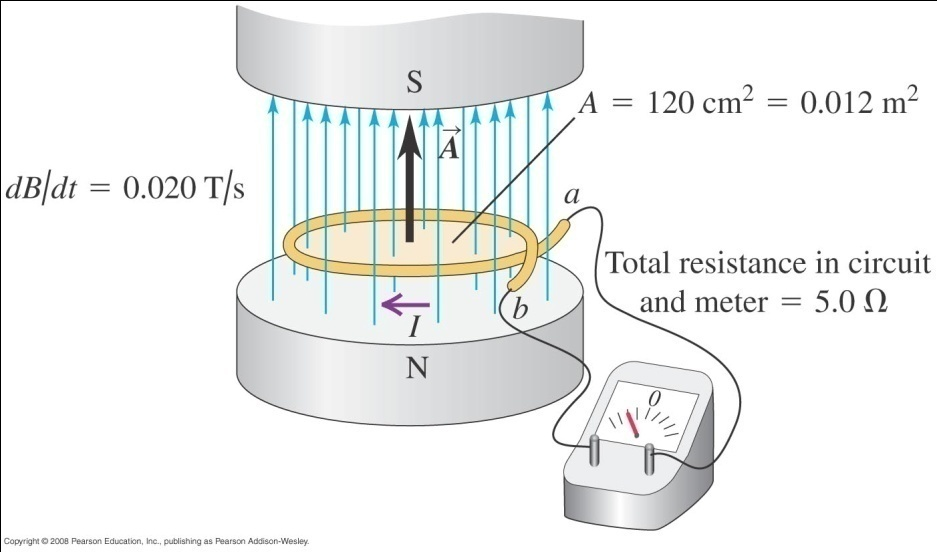 S
A = 120 cm² = 0.012 m²
A⃗
dB/dt = 0.020 T/s
a
Total resistance in circuit
and meter = 5.0 Ω
b
I
N
0
Copyright © 2008 Pearson Education, Inc., publishing as Pearson Addison-Wesley.